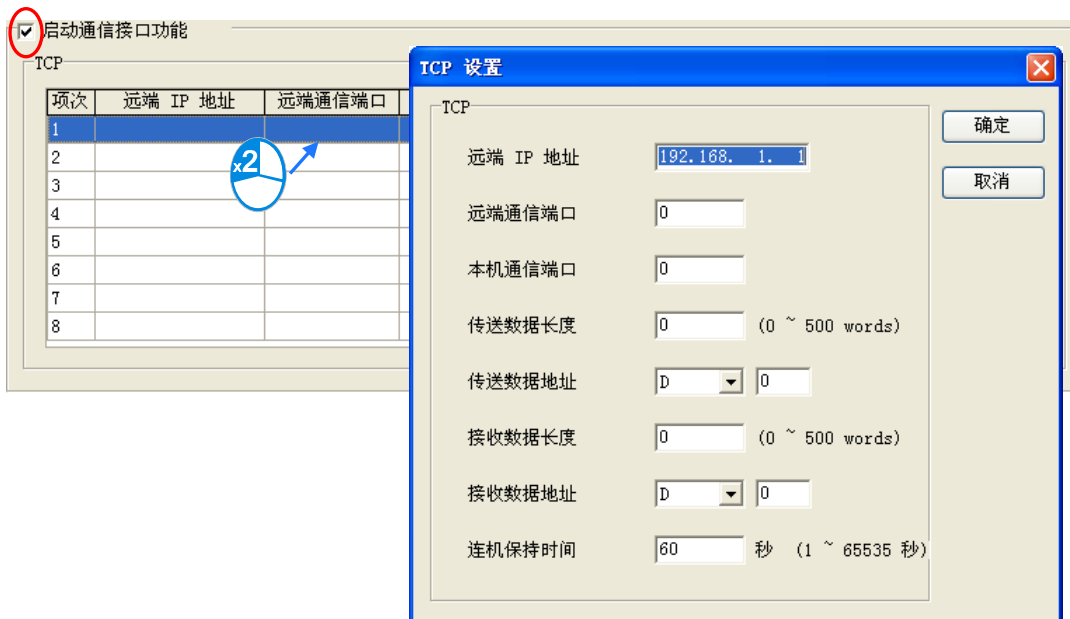 启动通信接口功能
TCP
项次 远端 IP 地址 远端通信端口
1
2
3
4
5
6
7
8
x2
TCP 设置
TCP
远端 IP 地址 192.168. 1. 1
远端通信端口 0
本机通信端口 0
传送数据长度 0 (0 ~ 500 words)
传送数据地址 D 0
接收数据长度 0 (0 ~ 500 words)
接收数据地址 D 0
连机保持时间 60 秒 (1 ~ 65535 秒)
确定
取消